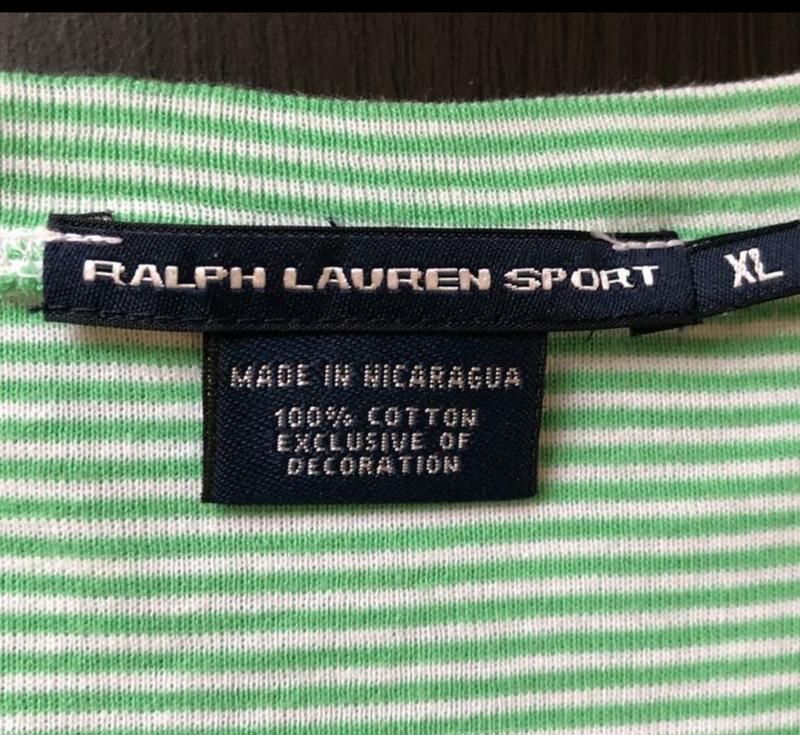 RALPH LAUREN SPORT
XL
MADE IN NICARAGUA
100% COTTON
EXCLUSIVE OF
DECORATION